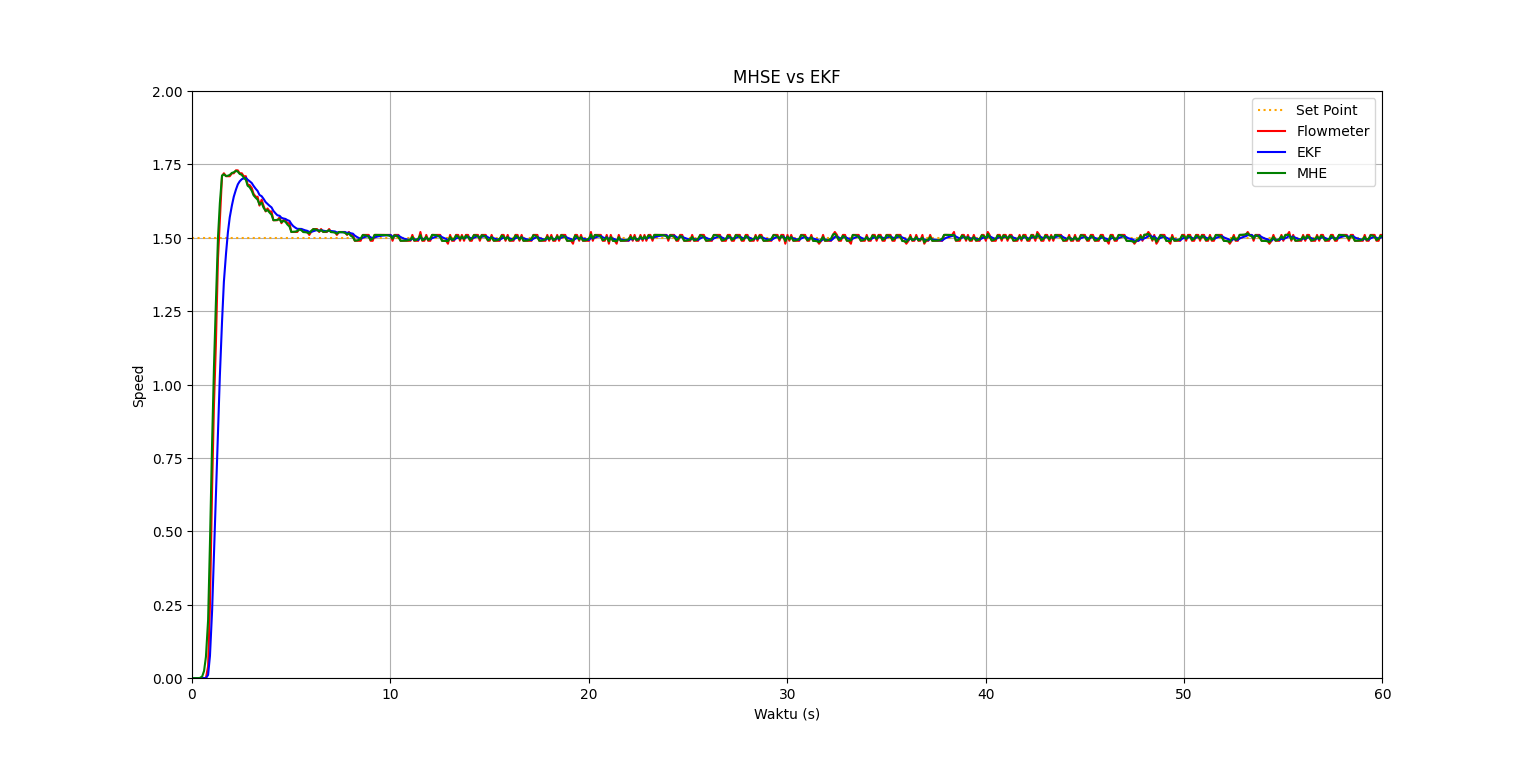 MHSE vs EKF
2.00
1.75
1.50
1.25
1.00
0.75
0.50
0.25
0.00
Speed
0 10 20 30 40 50 60
Waktu (s)
Set Point
Flowmeter
EKF
MHE